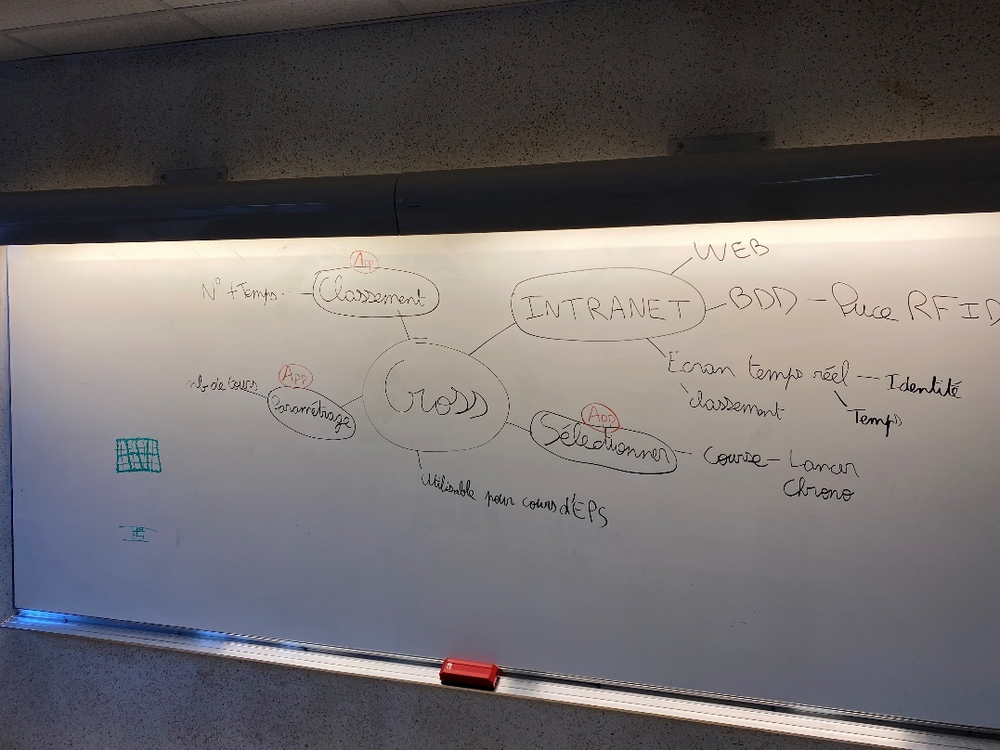 WEB
App
N° + Temps
Classement
INTRANET
BDD - Puce RFID
Ecran temps réel - Identité
Temps
classement
App
nb de cours
Paramétrage
Cross
App
Sélectionner
Course - Lancer
Chrono
Utilisable pour cours d'EPS